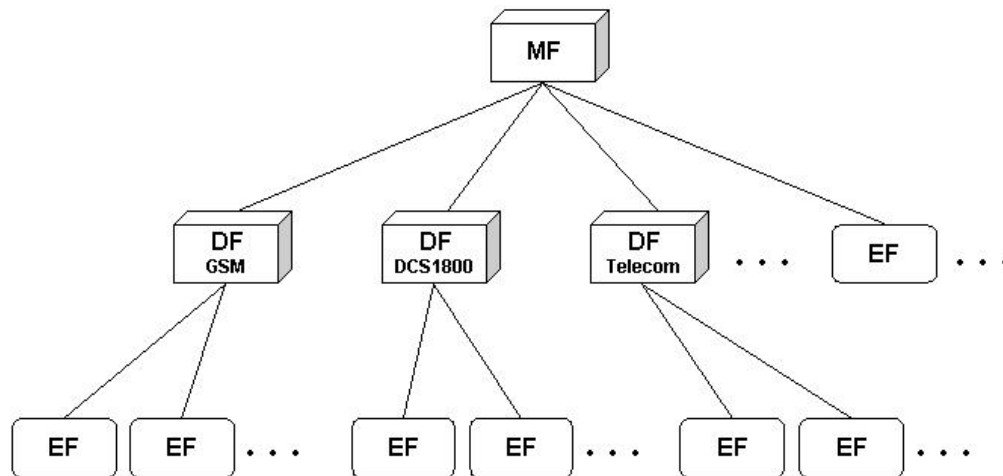 MF
DF
GSM
DF
DCS1800
DF
Telecom
. . .
EF
. . .
EF
EF
. . .
EF
EF
. . .
EF
EF
. . .